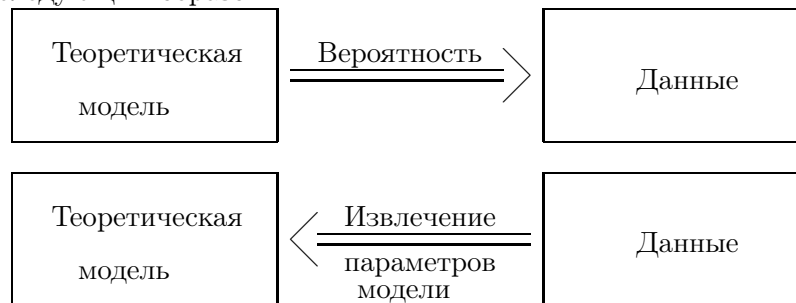 Теоретическая
модель
Вероятность
Данные
Теоретическая
модель
Извлечение
параметров
модели
Данные